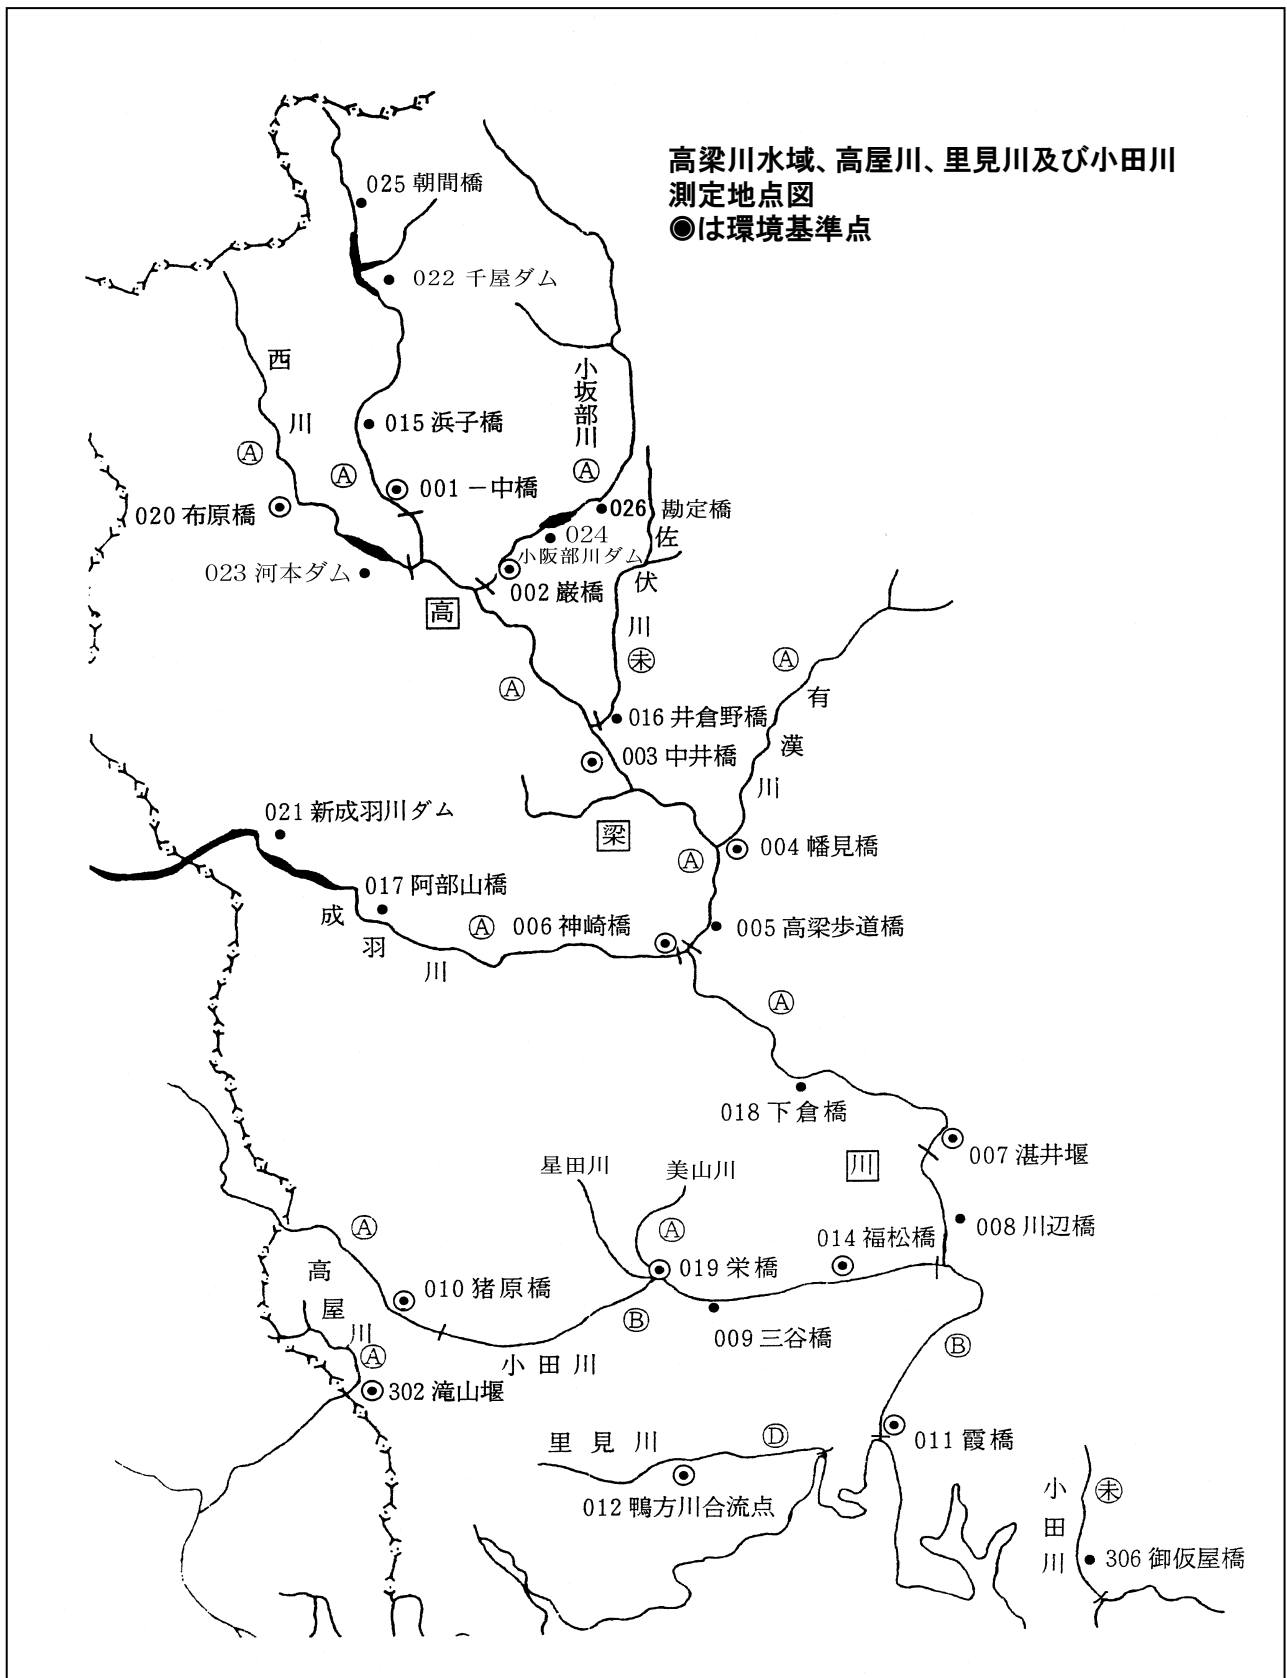 高梁川水域、高屋川、里見川及び小田川
測定地点図
◉は環境基準点
025 朝間橋
022 千屋ダム
西川
小坂部川
015 浜子橋
Ⓐ
Ⓐ
Ⓐ
001 一中橋
020 布原橋
026 勘定橋
024
小阪部川ダム
佐伏川
023 河本ダム
002 巌橋
高
未
Ⓐ
Ⓐ
有漢川
016 井倉野橋
003 中井橋
021 新成羽川ダム
梁
004 幡見橋
Ⓐ
017 阿部山橋
成羽川
Ⓐ
006 神崎橋
005 高梁歩道橋
Ⓐ
018 下倉橋
川
007 湛井堰
星田川
美山川
Ⓐ
Ⓐ
014 福松橋
008 川辺橋
高屋川
010 猪原橋
019 栄橋
Ⓑ
009 三谷橋
Ⓑ
小田川
Ⓐ
302 滝山堰
里見川
Ⓓ
011 霞橋
012 鴨方川合流点
小田川
未
306 御仮屋橋